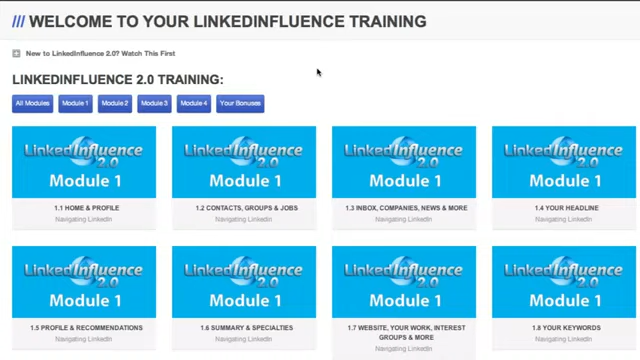 /// WELCOME TO YOUR LINKEDINFLUENCE TRAINING
New to LinkedInfluence 2.0? Watch This First
LINKEDINFLUENCE 2.0 TRAINING:
All Modules Module 1 Module 2 Module 3 Module 4 Your Bonuses
LinkedInfluence 2.0 Module 1
1.1 HOME & PROFILE
Navigating LinkedIn
LinkedInfluence 2.0 Module 1
1.2 CONTACTS, GROUPS & JOBS
Navigating LinkedIn
LinkedInfluence 2.0 Module 1
1.3 INBOX, COMPANIES, NEWS & MORE
Navigating LinkedIn
LinkedInfluence 2.0 Module 1
1.4 YOUR HEADLINE
Navigating LinkedIn
LinkedInfluence 2.0 Module 1
1.5 PROFILE & RECOMMENDATIONS
Navigating LinkedIn
LinkedInfluence 2.0 Module 1
1.6 SUMMARY & SPECIALTIES
Navigating LinkedIn
LinkedInfluence 2.0 Module 1
1.7 WEBSITE, YOUR WORK, INTEREST
GROUPS & MORE
Navigating LinkedIn
LinkedInfluence 2.0 Module 1
1.8 YOUR KEYWORDS
Navigating LinkedIn